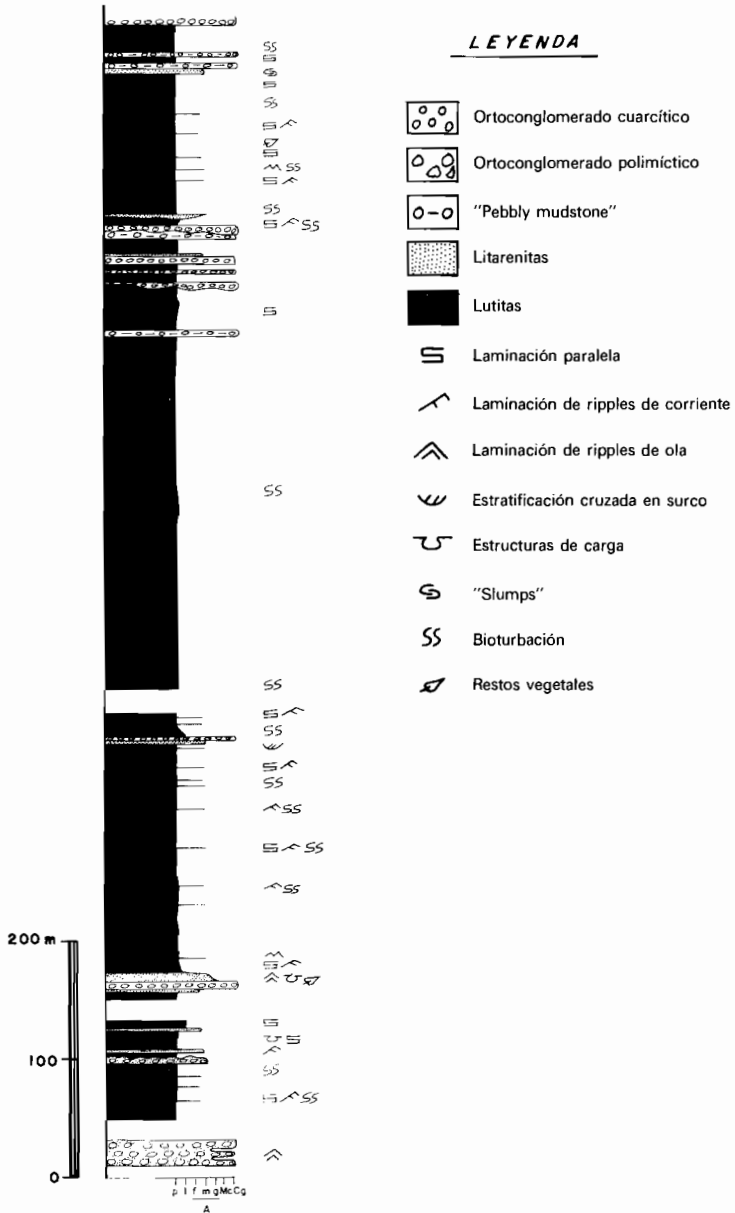 LEYENDA
Ortoconglomerado cuarcítico
Ortoconglomerado polimíctico
"Pebbly mudstone"
Litarenitas
Lutitas
Laminación paralela
Laminación de ripples de corriente
Laminación de ripples de ola
Estratificación cruzada en surco
Estructuras de carga
"Slumps"
Bioturbación
Restos vegetales
200 m
100
0
p l f m g Mc Cg
A